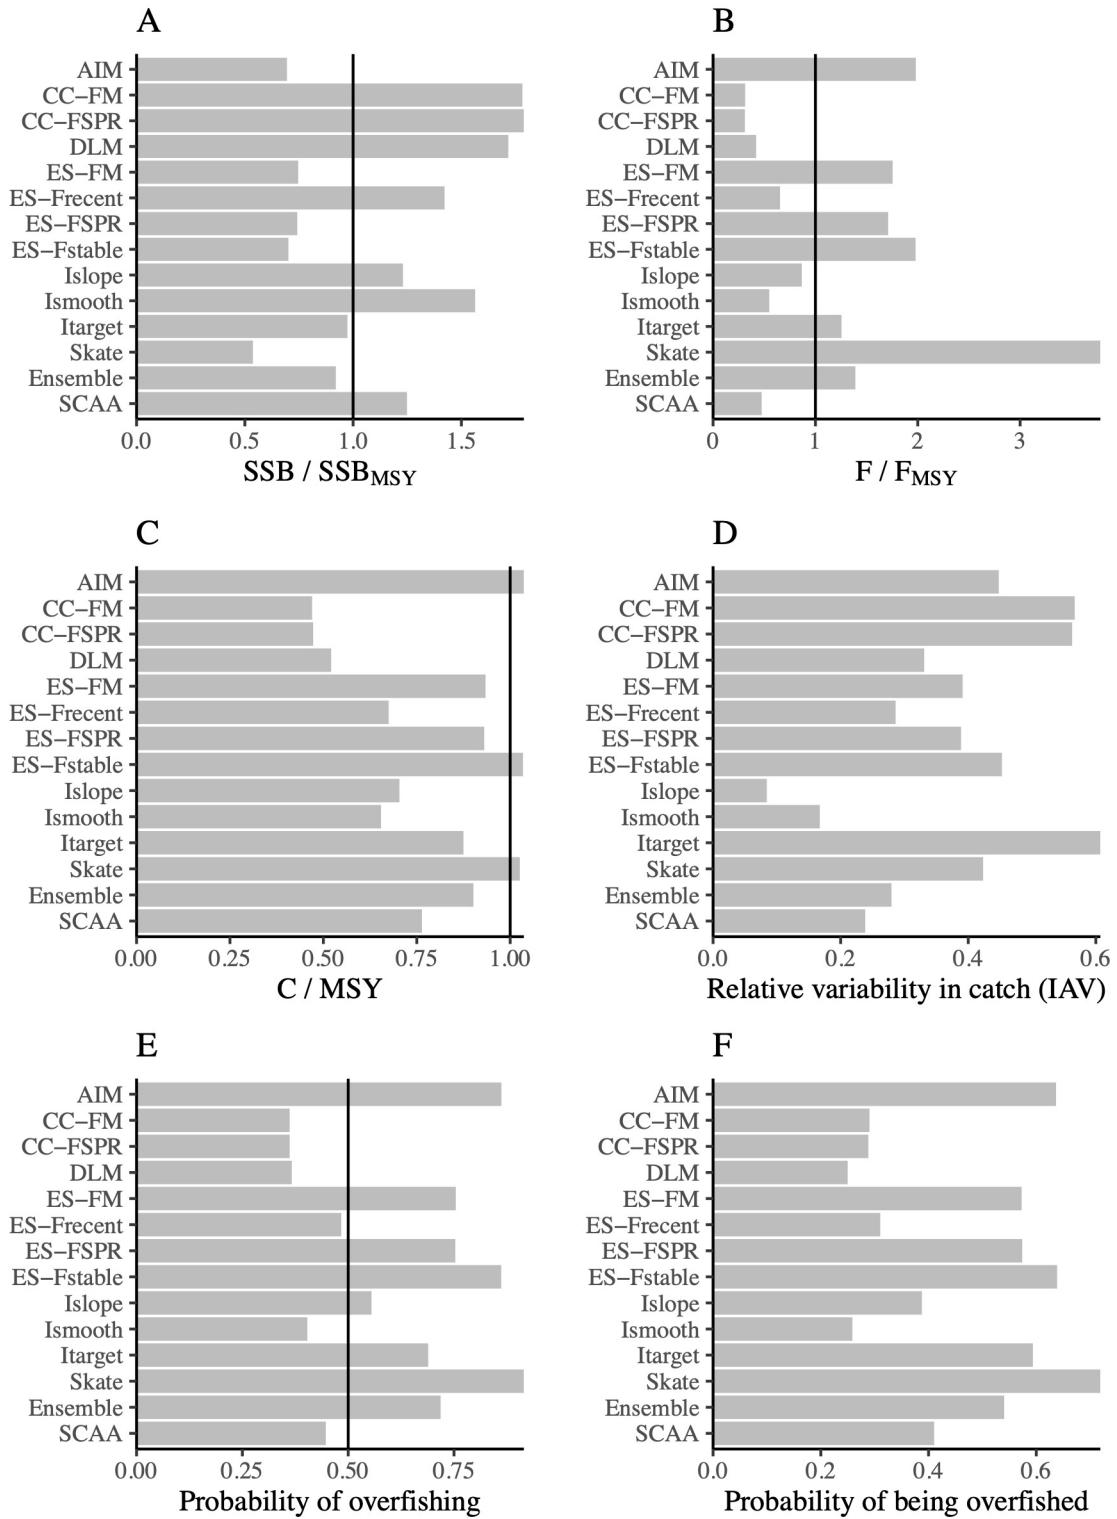 A
AIM
CC−FM
CC−FSPR
DLM
ES−FM
ES−Frecent
ES−FSPR
ES−Fstable
Islope
Ismooth
Itarget
Skate
Ensemble
SCAA
0.0 0.5 1.0 1.5
SSB / SSBMSY
B
AIM
CC−FM
CC−FSPR
DLM
ES−FM
ES−Frecent
ES−FSPR
ES−Fstable
Islope
Ismooth
Itarget
Skate
Ensemble
SCAA
0 1 2 3
F / FMSY
C
AIM
CC−FM
CC−FSPR
DLM
ES−FM
ES−Frecent
ES−FSPR
ES−Fstable
Islope
Ismooth
Itarget
Skate
Ensemble
SCAA
0.00 0.25 0.50 0.75 1.00
C / MSY
D
AIM
CC−FM
CC−FSPR
DLM
ES−FM
ES−Frecent
ES−FSPR
ES−Fstable
Islope
Ismooth
Itarget
Skate
Ensemble
SCAA
0.0 0.2 0.4 0.6
Relative variability in catch (IAV)
E
AIM
CC−FM
CC−FSPR
DLM
ES−FM
ES−Frecent
ES−FSPR
ES−Fstable
Islope
Ismooth
Itarget
Skate
Ensemble
SCAA
0.00 0.25 0.50 0.75
Probability of overfishing
F
AIM
CC−FM
CC−FSPR
DLM
ES−FM
ES−Frecent
ES−FSPR
ES−Fstable
Islope
Ismooth
Itarget
Skate
Ensemble
SCAA
0.0 0.2 0.4 0.6
Probability of being overfished